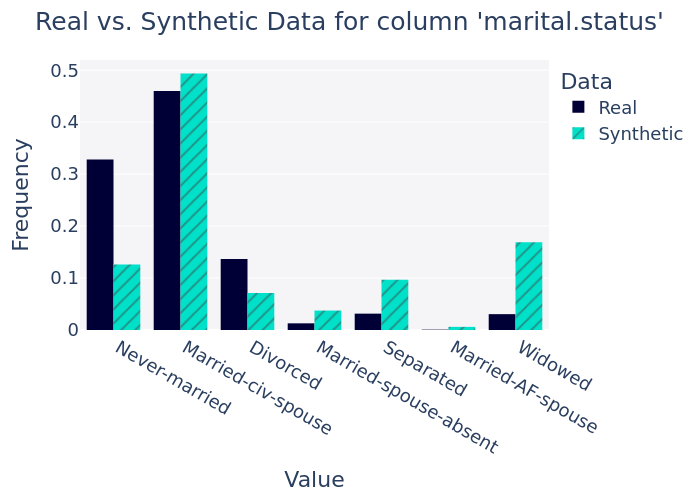 Real vs. Synthetic Data for column 'marital.status'
Data
Real
Synthetic
Frequency
0.5
0.4
0.3
0.2
0.1
0
Never-married
Married-civ-spouse
Divorced
Married-spouse-absent
Separated
Married-AF-spouse
Widowed
Value